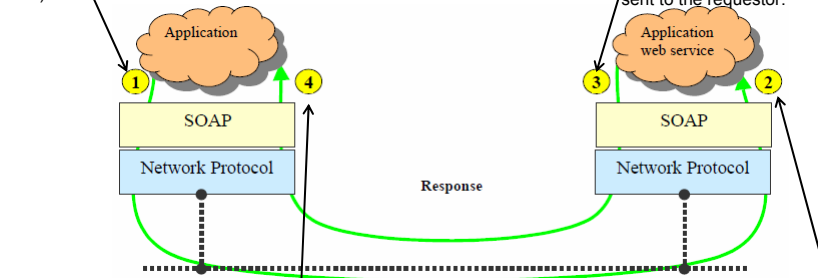 sent to the requestor.
Application
Application
web service
1
4
3
2
SOAP
SOAP
Network Protocol
Network Protocol
Response